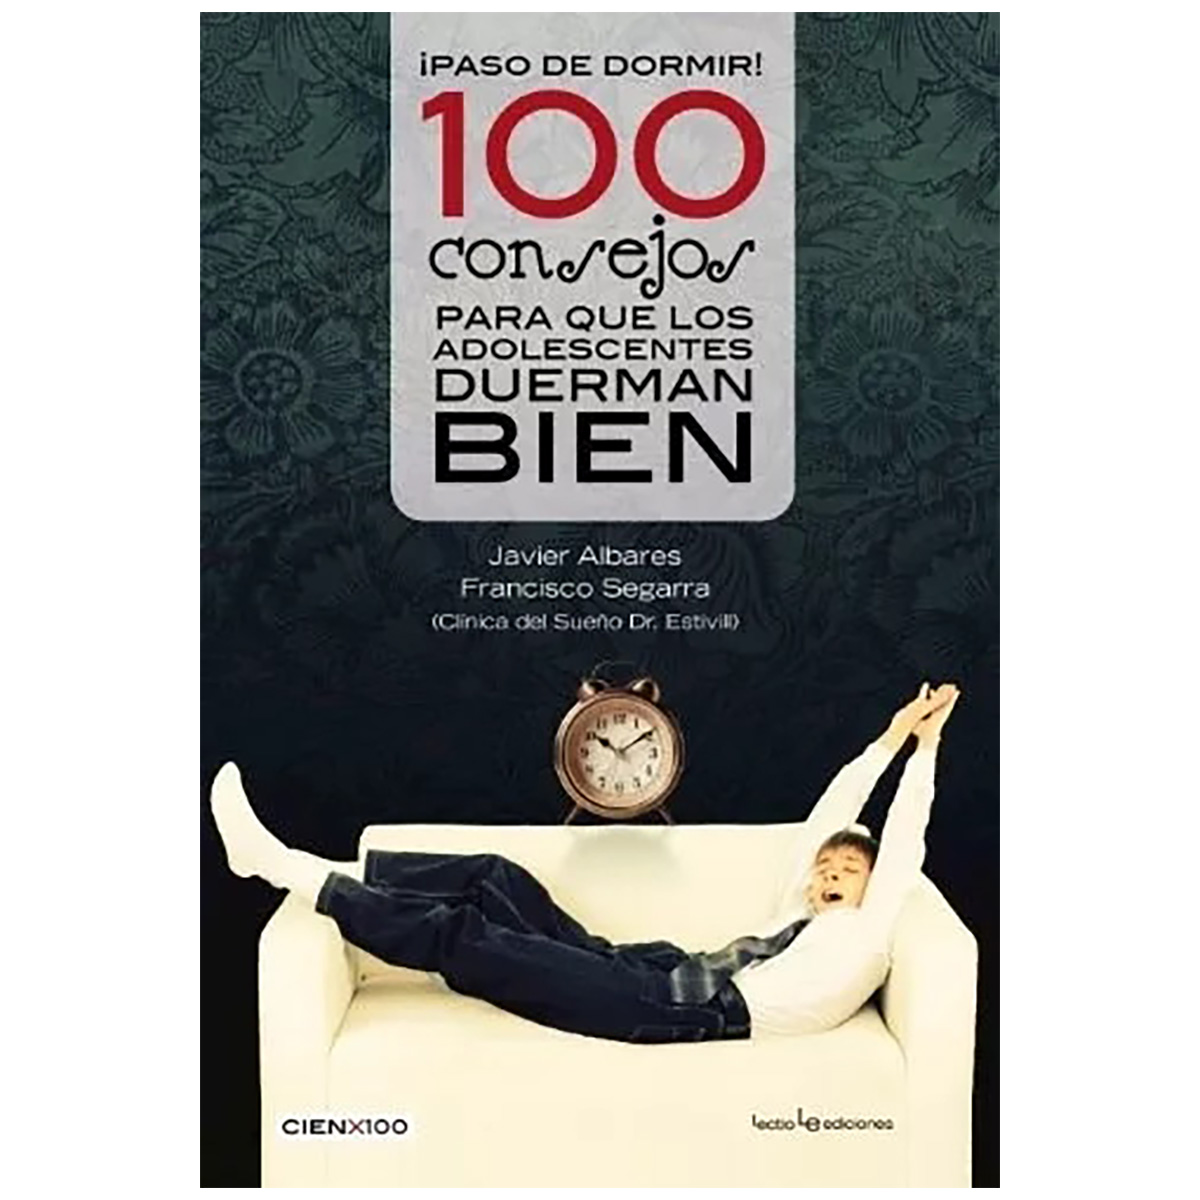 ¡PASO DE DORMIR!
100
consejos
PARA QUE LOS
ADOLESCENTES
DUERMAN
BIEN
Javier Albares
Francisco Segarra
(Clínica del Sueño Dr. Estivill)
CIENX100
Lectio Le ediciones